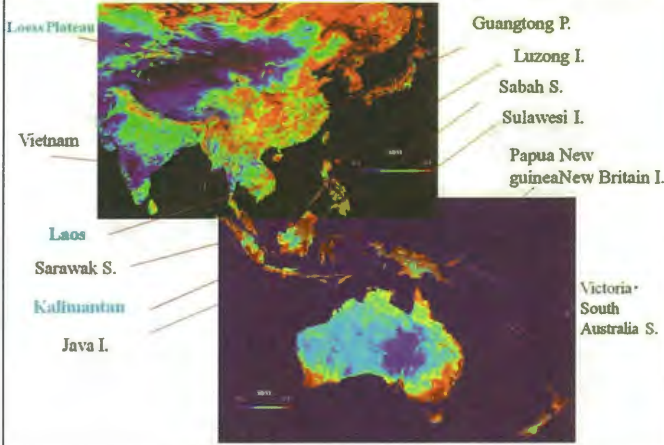 Loess Plateau
Guangtong P.
Luzong I.
Sabah S.
Sulawesi I.
Vietnam
Papua New
guineaNew Britain I.
Laos
Sarawak S.
Kalimantan
Java I.
Victoria・
South
Australia S.